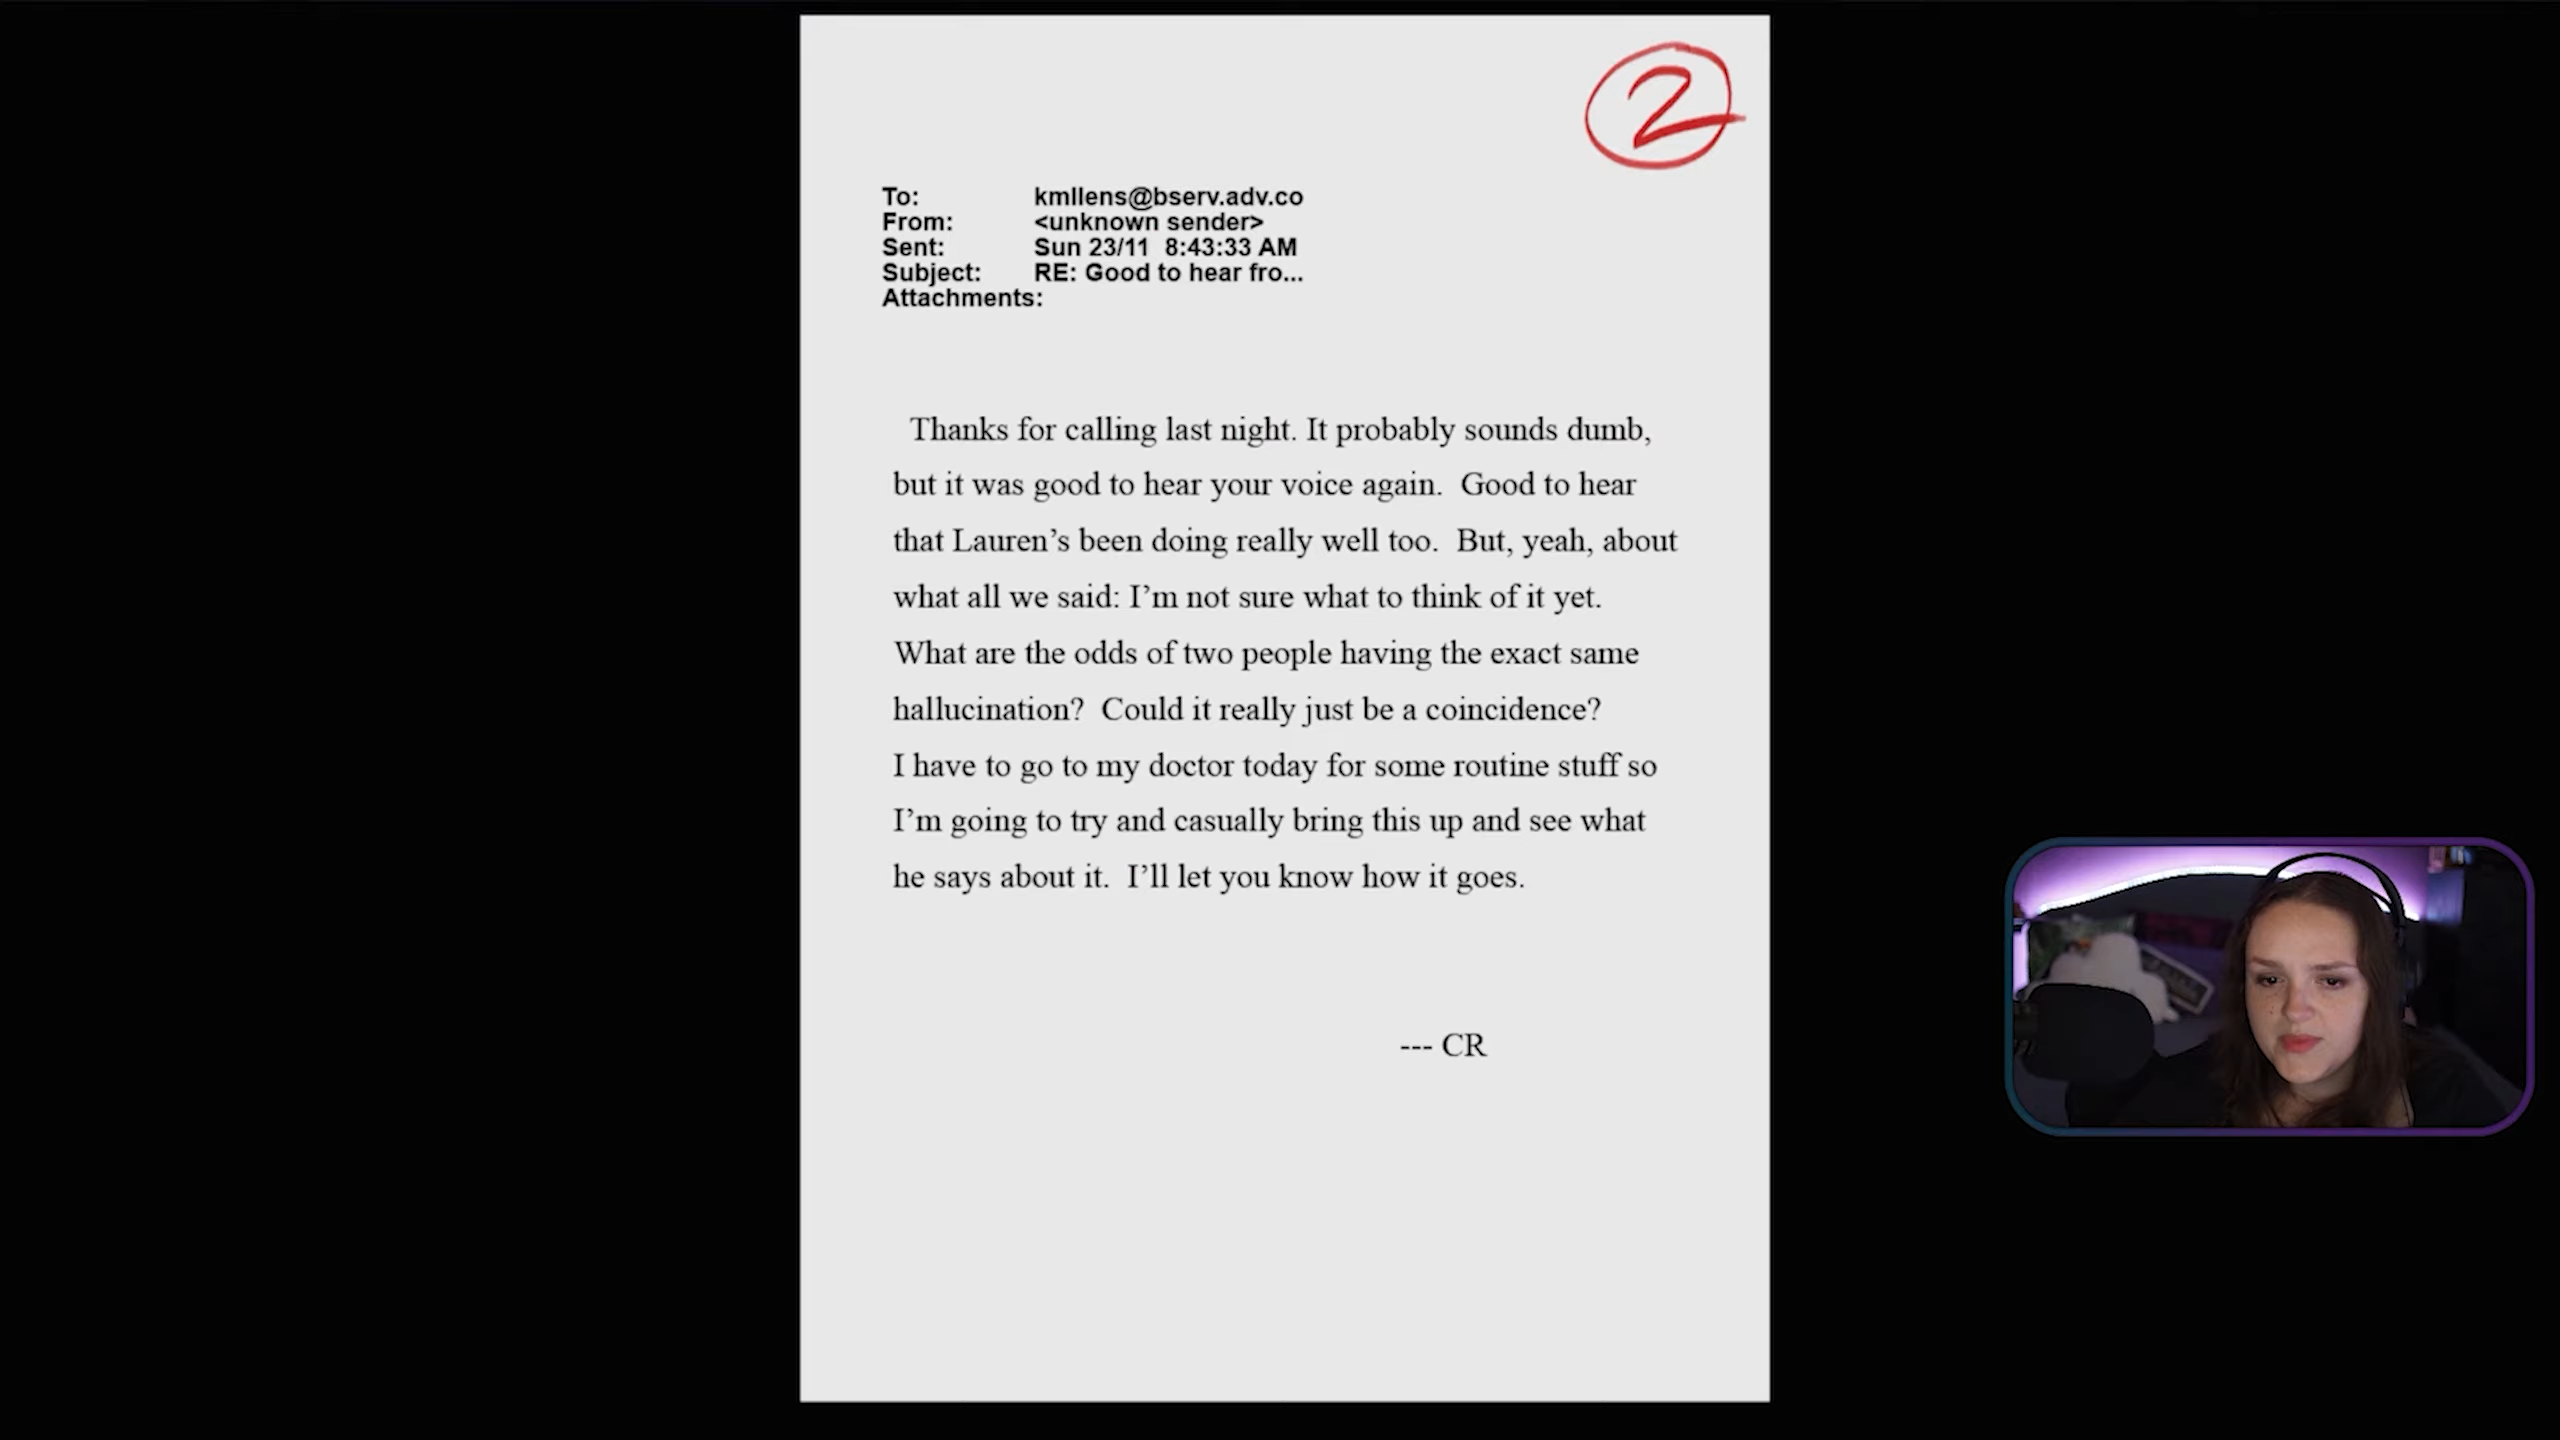 2
To: kmllens@bserv.adv.co
From: <unknown sender>
Sent: Sun 23/11 8:43:33 AM
Subject: RE: Good to hear fro...
Attachments:
Thanks for calling last night. It probably sounds dumb,
but it was good to hear your voice again. Good to hear
that Lauren’s been doing really well too. But, yeah, about
what all we said: I’m not sure what to think of it yet.
What are the odds of two people having the exact same
hallucination? Could it really just be a coincidence?
I have to go to my doctor today for some routine stuff so
I’m going to try and casually bring this up and see what
he says about it. I’ll let you know how it goes.
--- CR